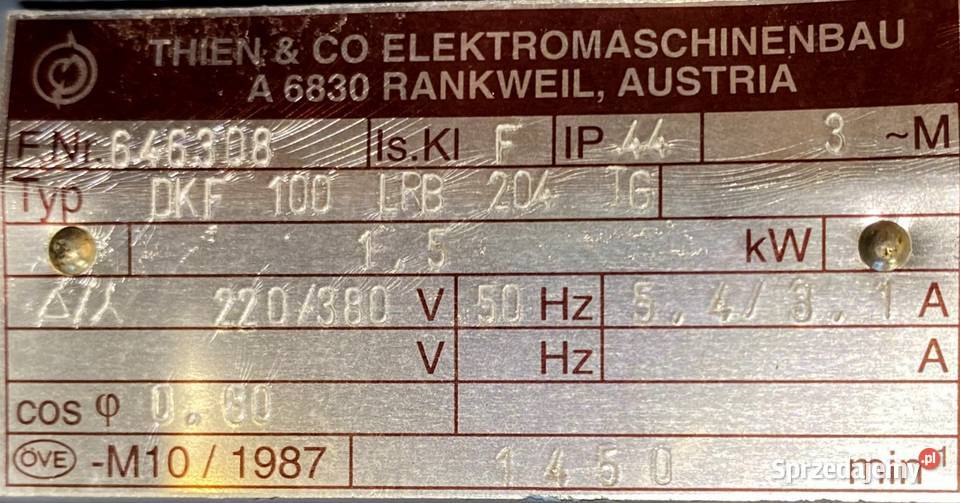 THIEN & CO ELEKTROMASCHINENBAU
A 6830 RANKWEIL, AUSTRIA
F.Nr. 646308 Is.Kl F IP 44 3 ~M
Typ DKF 100 LRB 204 TG
1.5 kW
Δ/⅄ 220/380 V 50 Hz 5.4/3.1 A
V Hz A
cos φ 0.80
ÖVE -M10 / 1987 1450 min-1
Sprzedajemy.pl